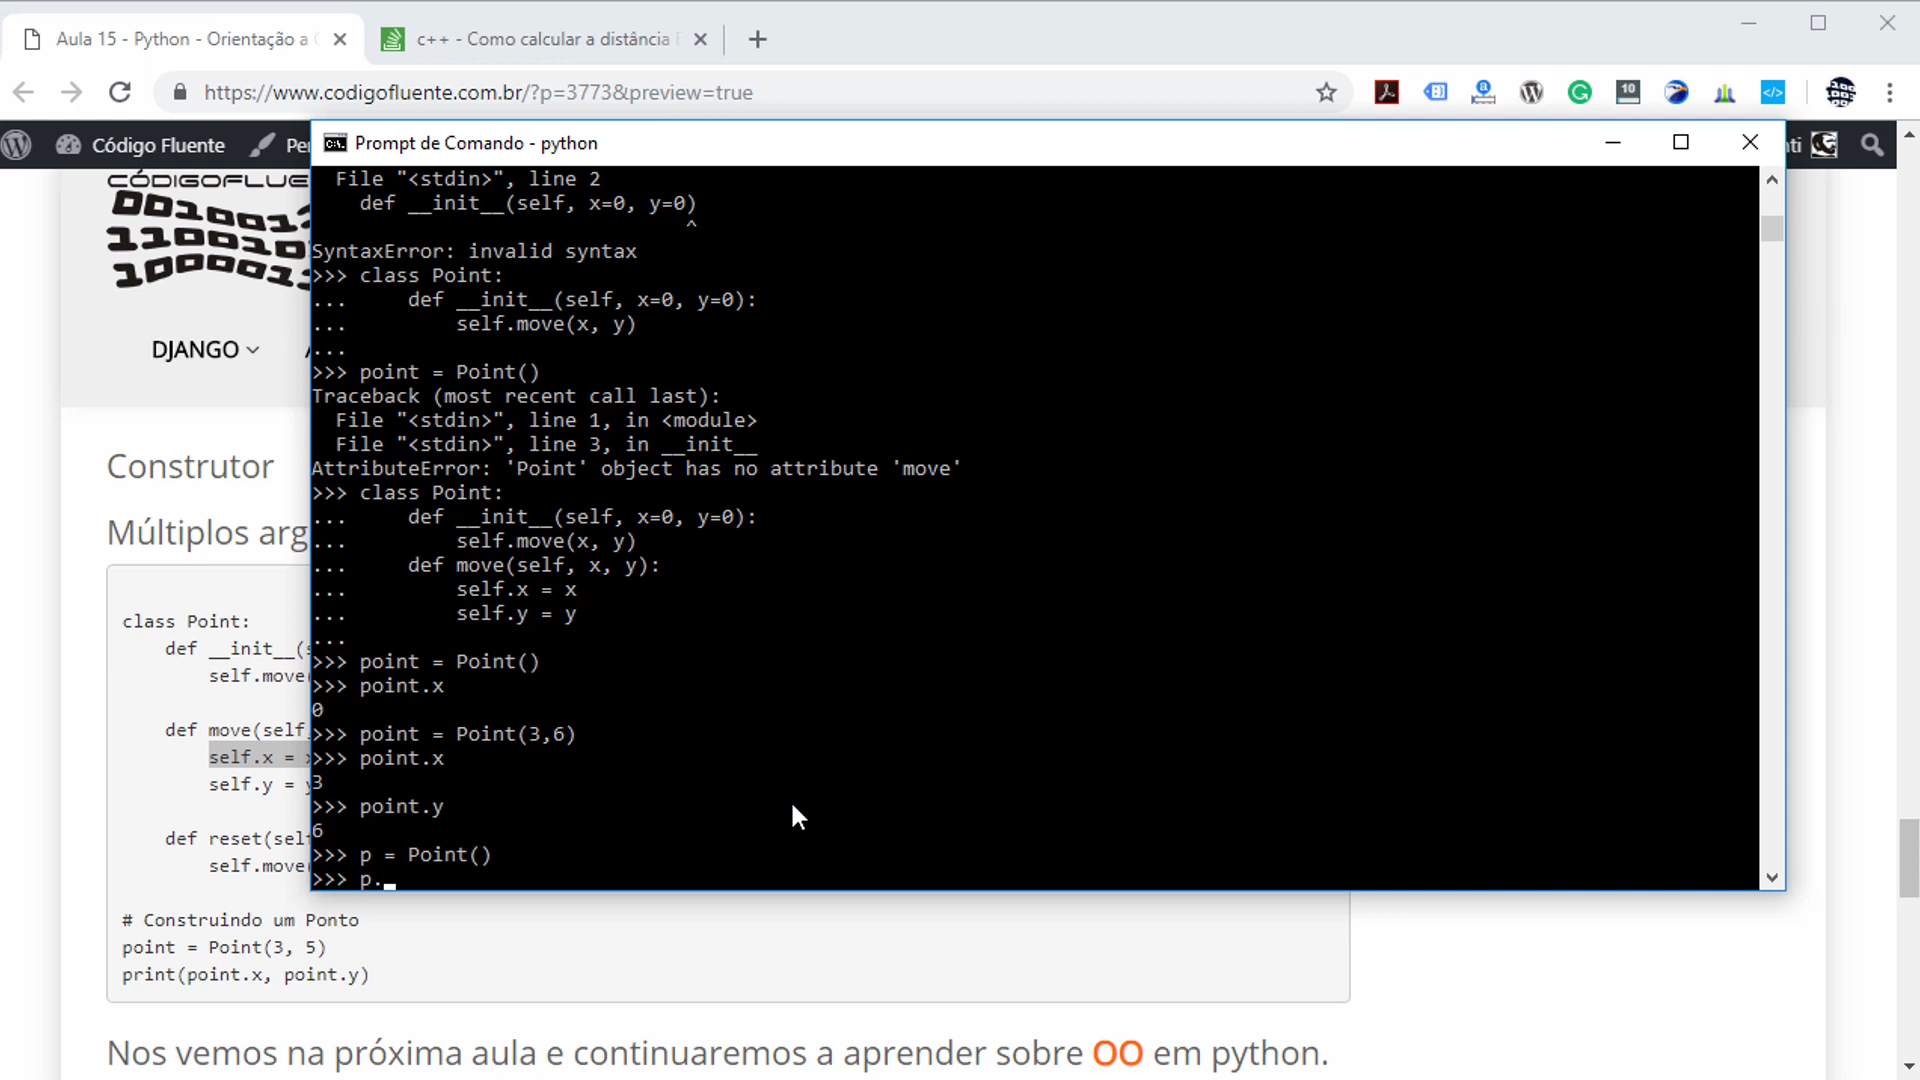 Aula 15 - Python - Orientação a
c++ - Como calcular a distância
https://www.codigofluente.com.br/?p=3773&preview=true
Código Fluente
Prompt de Comando - python
CÓDIGOFLUE
DJANGO
Construtor
Múltiplos arg
File "<stdin>", line 2
def __init__(self, x=0, y=0)
^
SyntaxError: invalid syntax
>>> class Point:
... def __init__(self, x=0, y=0):
... self.move(x, y)
...
>>> point = Point()
Traceback (most recent call last):
File "<stdin>", line 1, in <module>
File "<stdin>", line 3, in __init__
AttributeError: 'Point' object has no attribute 'move'
>>> class Point:
... def __init__(self, x=0, y=0):
... self.move(x, y)
... def move(self, x, y):
... self.x = x
... self.y = y
...
>>> point = Point()
>>> point.x
0
>>> point = Point(3,6)
>>> point.x
3
>>> point.y
6
>>> p = Point()
>>> p.
class Point:
def __init__(
self.move
def move(self,
self.x =
self.y =
def reset(
self.move
# Construindo um Ponto
point = Point(3, 5)
print(point.x, point.y)
Nos vemos na próxima aula e continuaremos a aprender sobre OO em python.